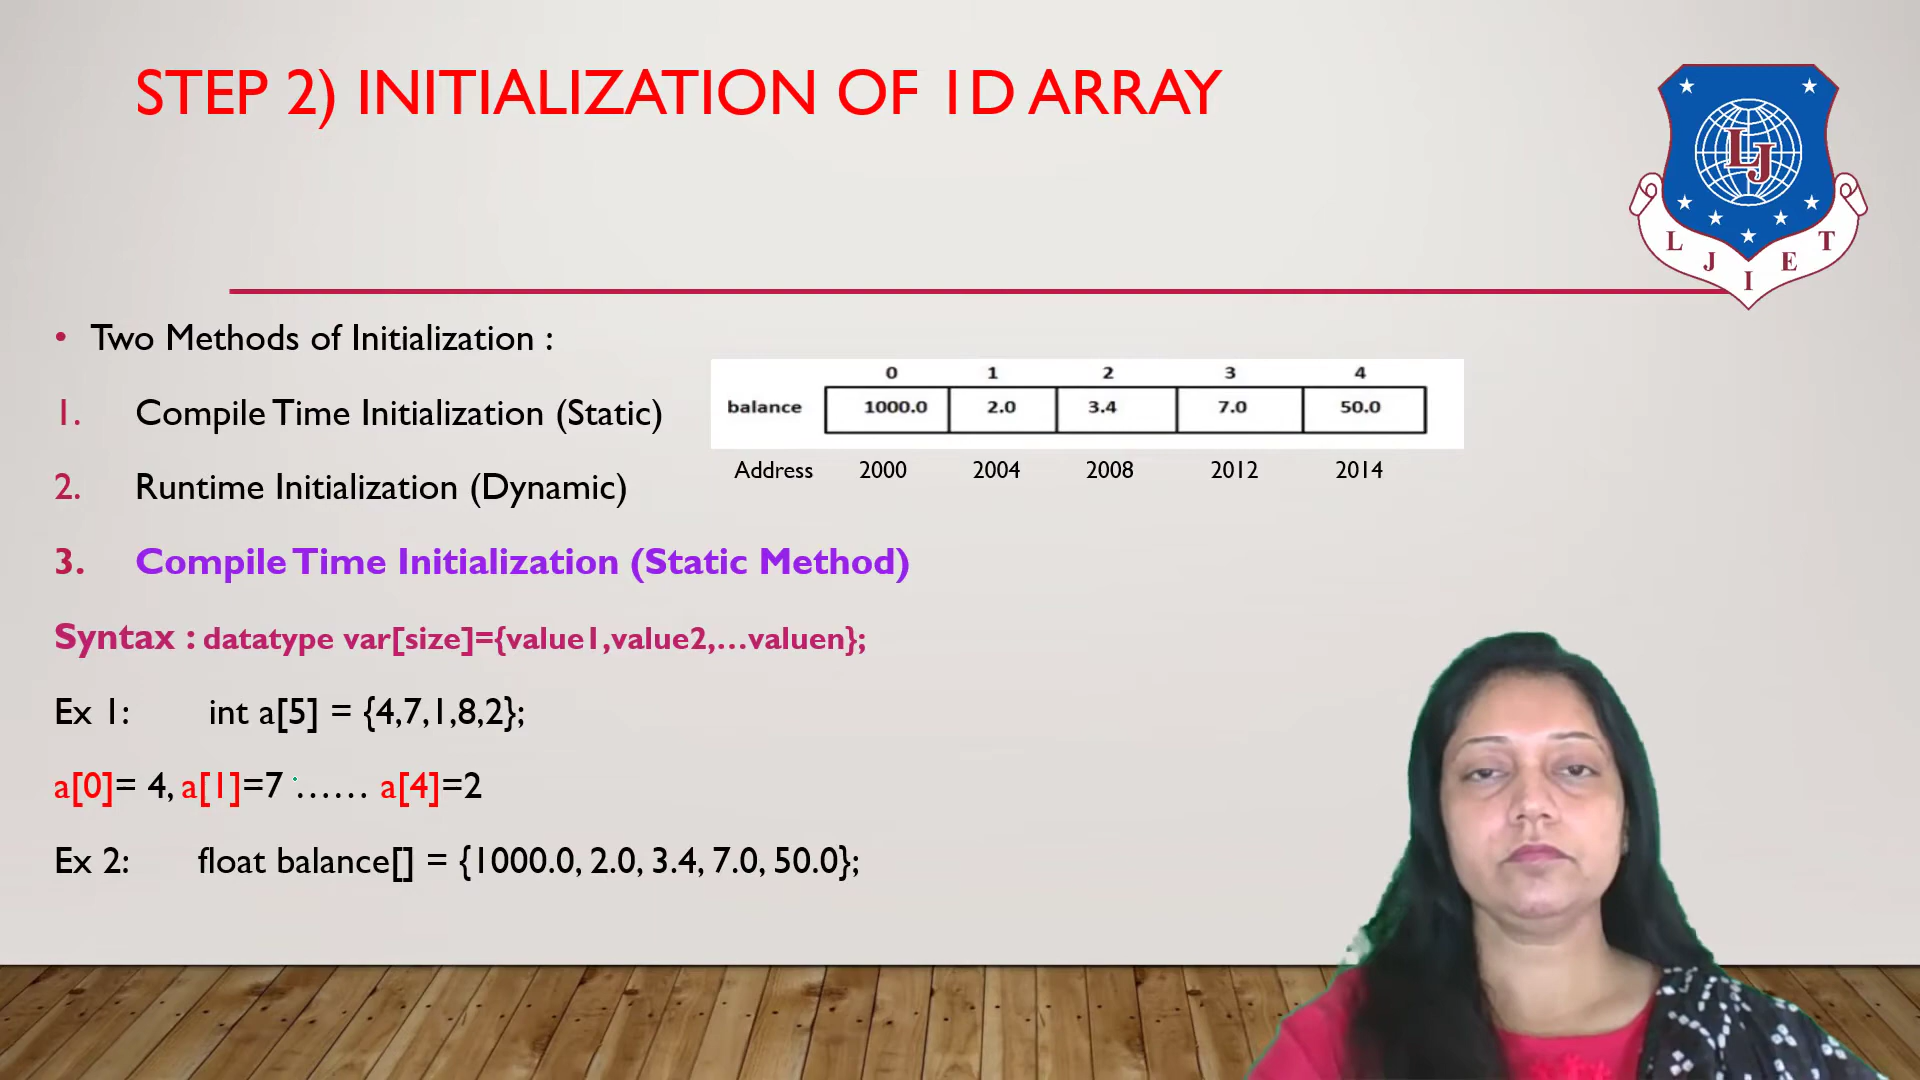 STEP 2) INITIALIZATION OF 1D ARRAY
LJ
L J I E T
• Two Methods of Initialization :
1. Compile Time Initialization (Static)
2. Runtime Initialization (Dynamic)
0 1 2 3 4
balance 1000.0 2.0 3.4 7.0 50.0
Address 2000 2004 2008 2012 2014
3. Compile Time Initialization (Static Method)
Syntax : datatype var[size]={value1,value2,…valuen};
Ex 1: int a[5] = {4,7,1,8,2};
a[0]= 4, a[1]=7 …… a[4]=2
Ex 2: float balance[] = {1000.0, 2.0, 3.4, 7.0, 50.0};